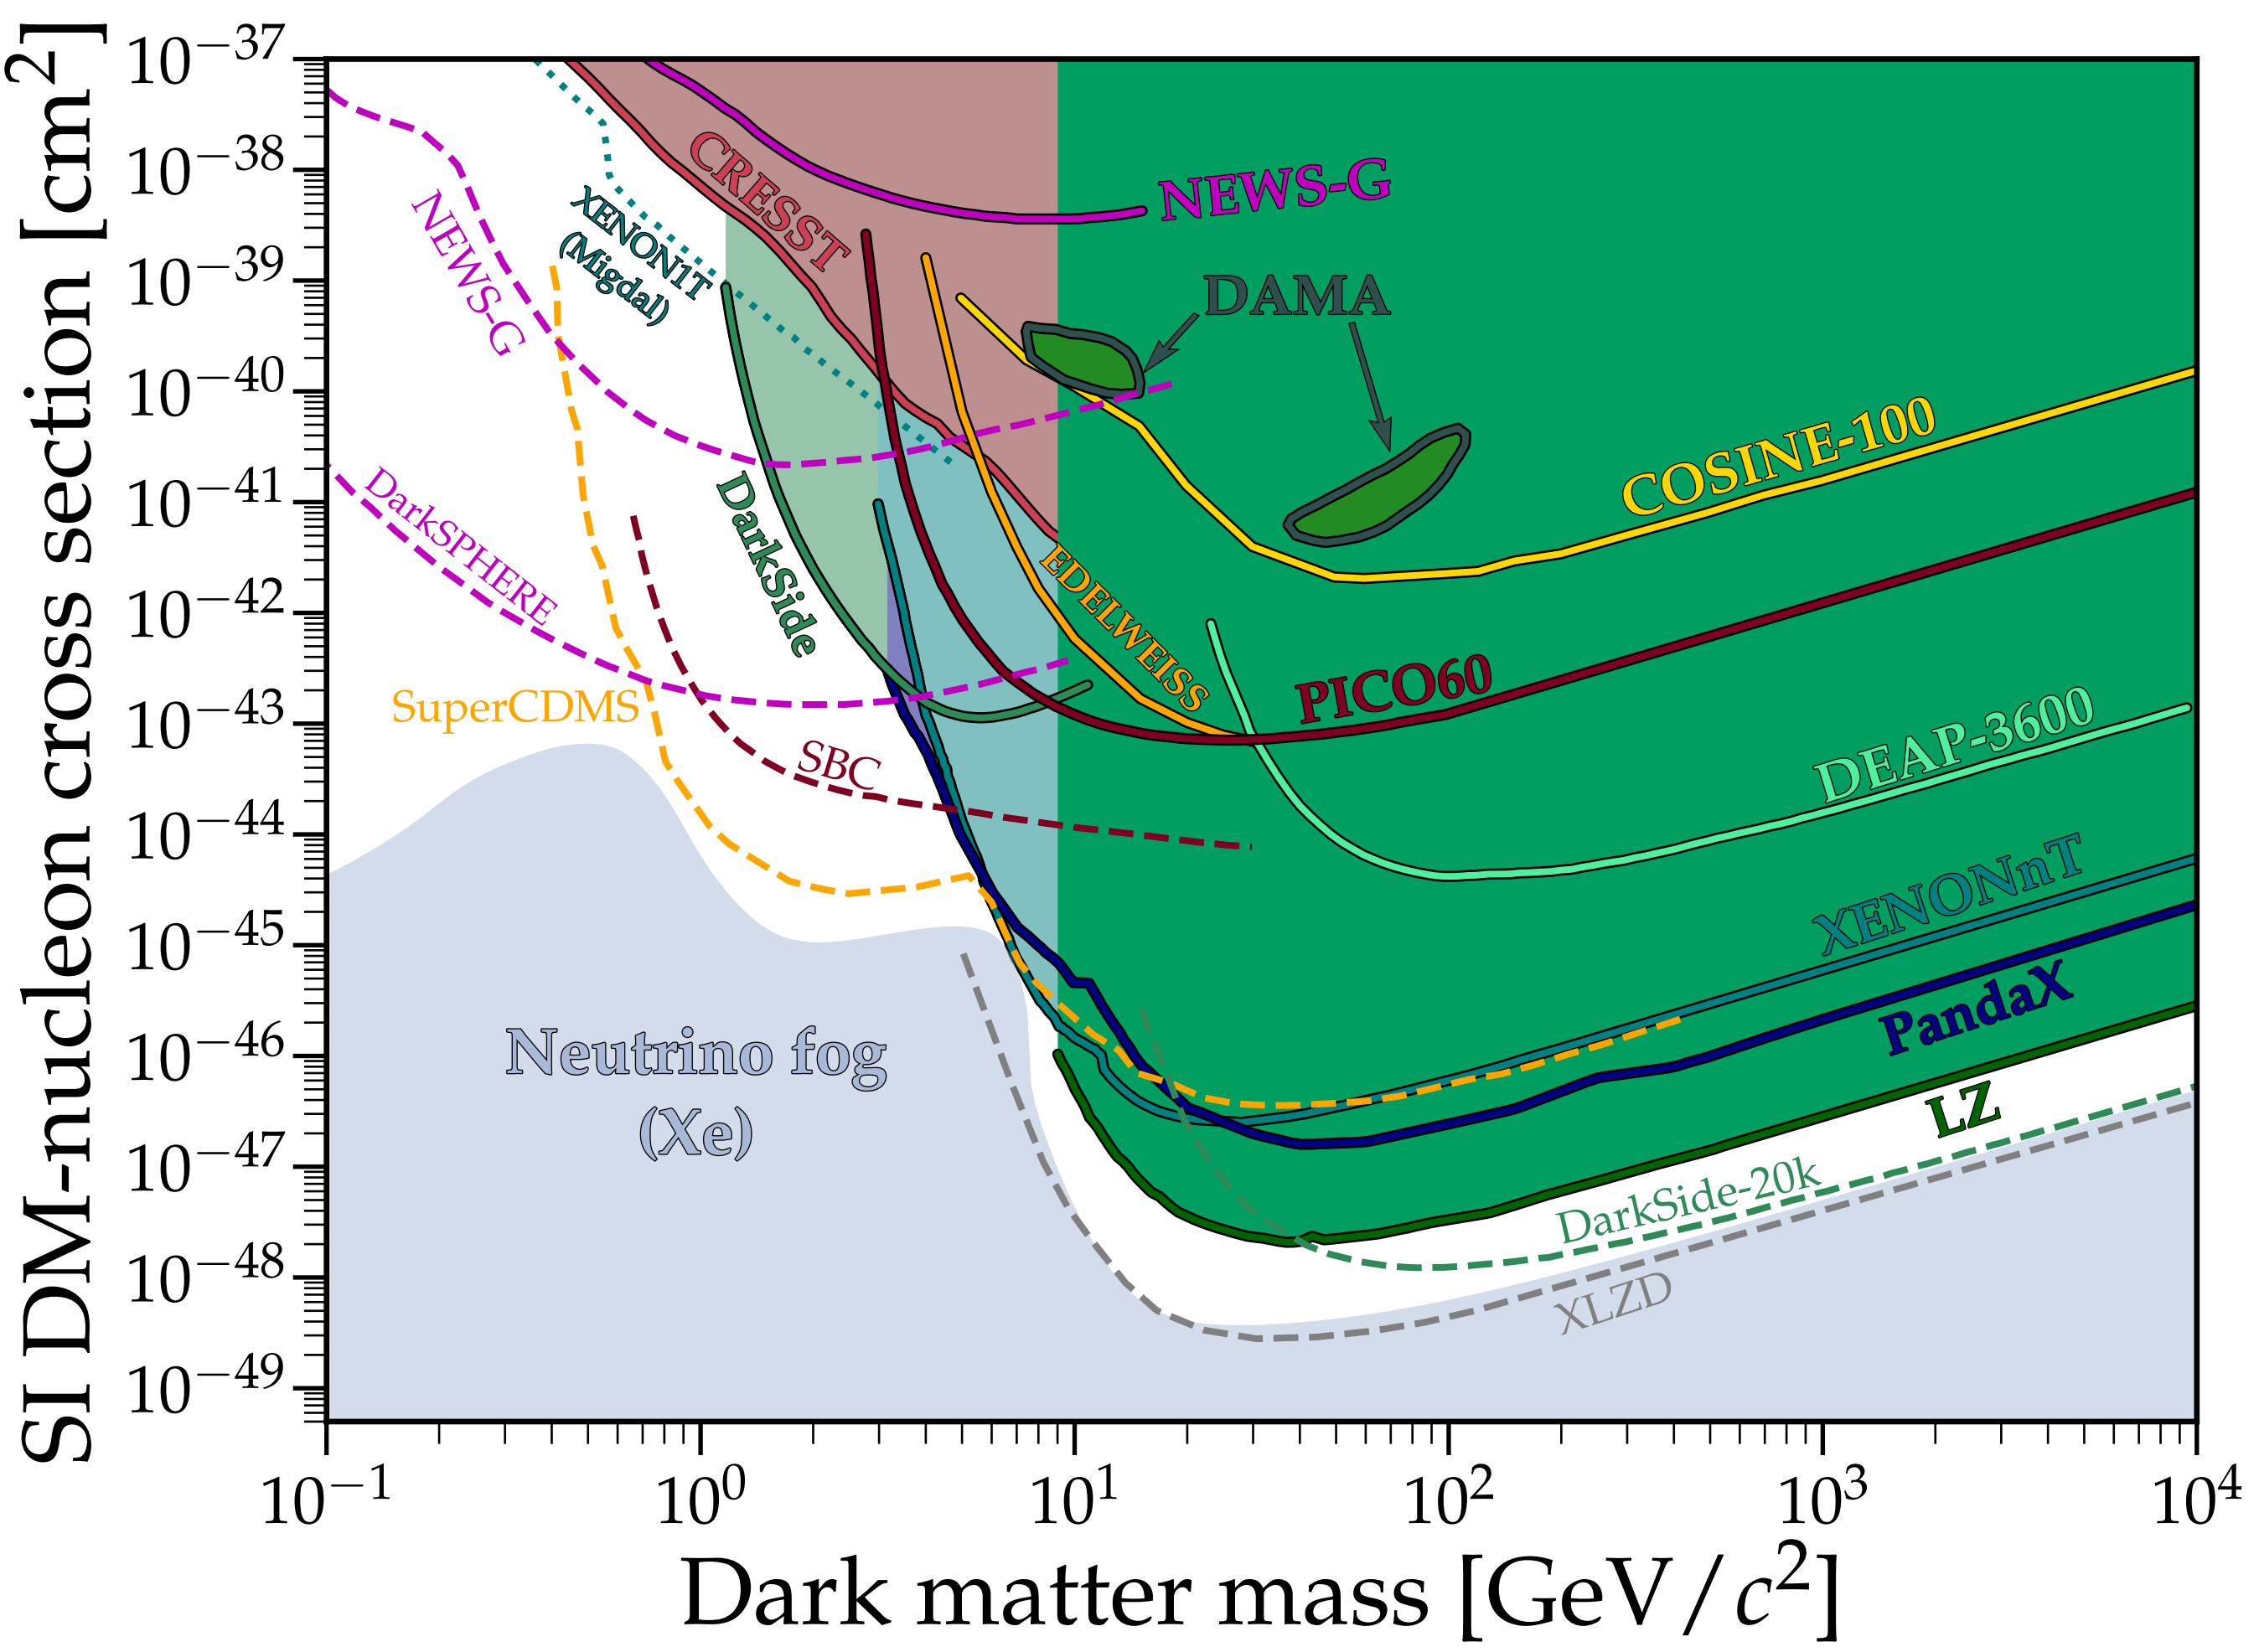 SI DM-nucleon cross section [cm²]
10⁻³⁷
10⁻³⁸
10⁻³⁹
10⁻⁴⁰
10⁻⁴¹
10⁻⁴²
10⁻⁴³
10⁻⁴⁴
10⁻⁴⁵
10⁻⁴⁶
10⁻⁴⁷
10⁻⁴⁸
10⁻⁴⁹
CRESST
NEWS-G
XENON1T
(Migdal)
NEWS-G
DAMA
COSINE-100
DarkSPHERE
DarkSide
EDELWEISS
SuperCDMS
PICO60
SBC
DEAP-3600
XENONnT
PandaX
Neutrino fog
(Xe)
LZ
DarkSide-20k
XLZD
10⁻¹
10⁰
10¹
10²
10³
10⁴
Dark matter mass [GeV/c²]